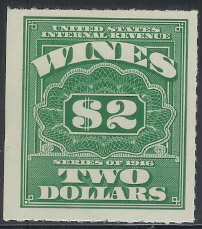 UNITED STATES
INTERNAL REVENUE
WINES
$2
SERIES OF 1916
TWO
DOLLARS